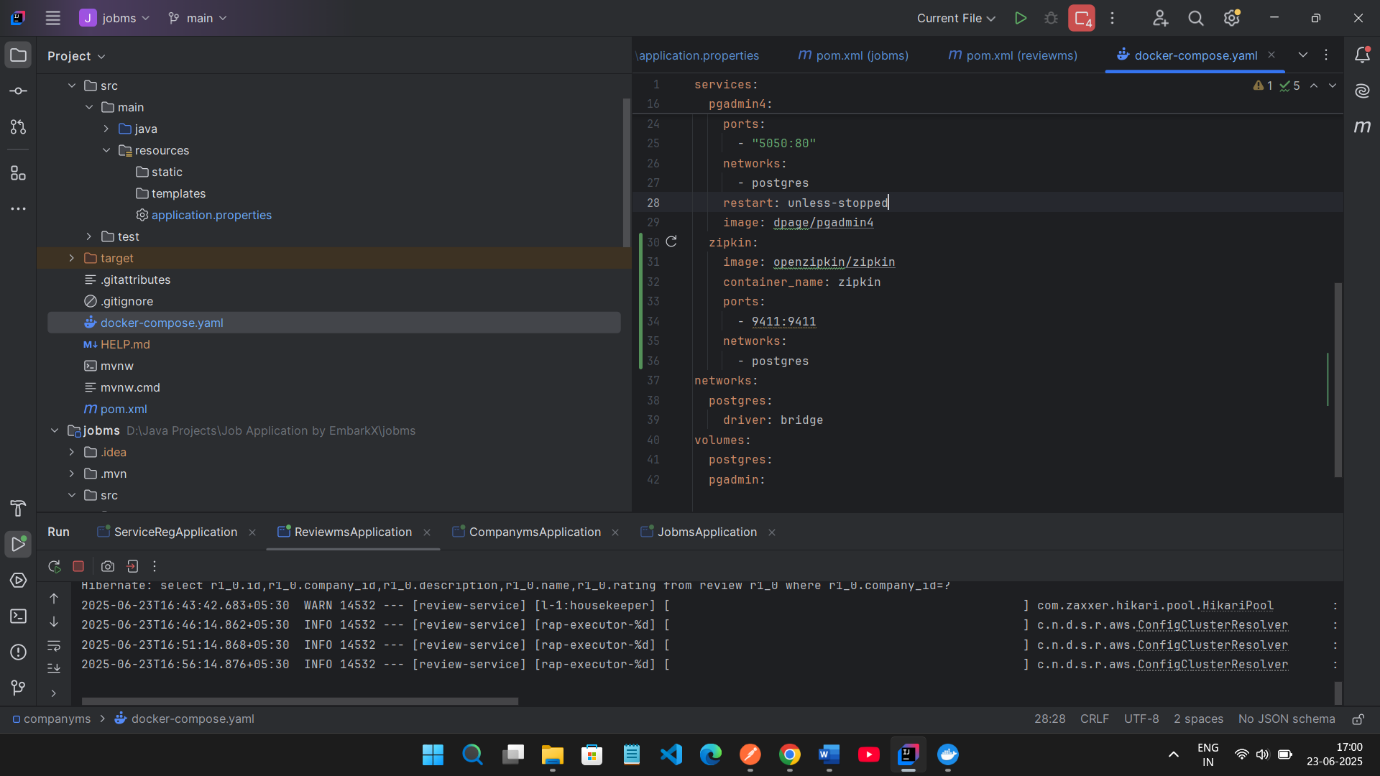 J jobms main Current File 4
Project
\application.properties m pom.xml (jobms) m pom.xml (reviewms) docker-compose.yaml
src
main
java
resources
static
templates
application.properties
test
target
.gitattributes
.gitignore
docker-compose.yaml
M↓ HELP.md
mvnw
mvnw.cmd
m pom.xml
jobms D:\Java Projects\Job Application by EmbarkX\jobms
.idea
.mvn
src
1 services: 1 5
16 pgadmin4:
24 ports:
25 - "5050:80"
26 networks:
27 - postgres
28 restart: unless-stopped
29 image: dpage/pgadmin4
30 zipkin:
31 image: openzipkin/zipkin
32 container_name: zipkin
33 ports:
34 - 9411:9411
35 networks:
36 - postgres
37 networks:
38 postgres:
39 driver: bridge
40 volumes:
41 postgres:
42 pgadmin:
m
Run ServiceRegApplication ReviewmsApplication CompanymsApplication JobmsApplication
Hibernate: select r1_0.id,r1_0.company_id,r1_0.description,r1_0.name,r1_0.rating from review r1_0 where r1_0.company_id=?
2025-06-23T16:43:42.683+05:30 WARN 14532 --- [review-service] [l-1:housekeeper] [ ] com.zaxxer.hikari.pool.HikariPool :
2025-06-23T16:46:14.862+05:30 INFO 14532 --- [review-service] [rap-executor-%d] [ ] c.n.d.s.r.aws.ConfigClusterResolver :
2025-06-23T16:51:14.868+05:30 INFO 14532 --- [review-service] [rap-executor-%d] [ ] c.n.d.s.r.aws.ConfigClusterResolver :
2025-06-23T16:56:14.876+05:30 INFO 14532 --- [review-service] [rap-executor-%d] [ ] c.n.d.s.r.aws.ConfigClusterResolver :
companyms > docker-compose.yaml 28:28 CRLF UTF-8 2 spaces No JSON schema
ENG 17:00
IN 23-06-2025